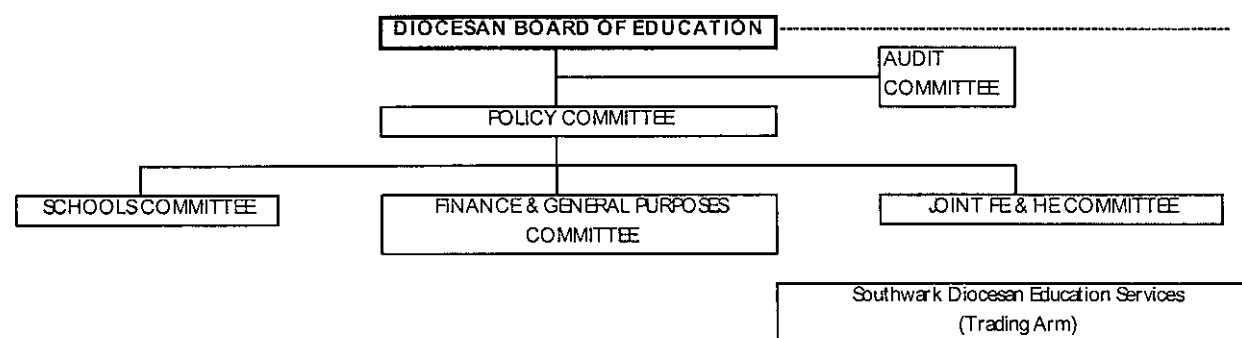 DIOCESAN BOARD OF EDUCATION
AUDIT
COMMITTEE
POLICY COMMITTEE
SCHOOLS COMMITTEE
FINANCE & GENERAL PURPOSES
COMMITTEE
JOINT FE & HE COMMITTEE
Southwark Diocesan Education Services
(Trading Arm)